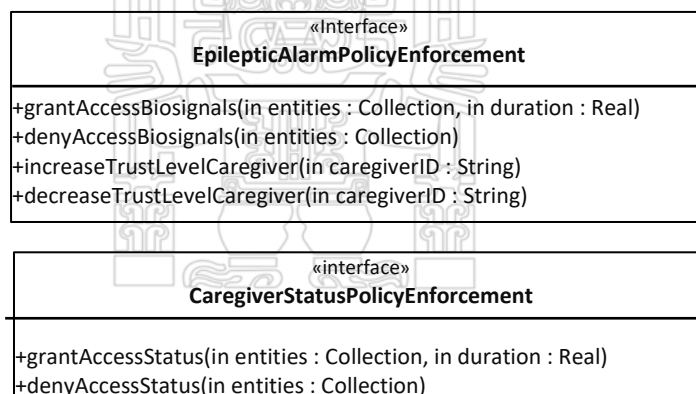 «Interface»
EpilepticAlarmPolicyEnforcement
+grantAccessBiosignals(in entities : Collection, in duration : Real)
+denyAccessBiosignals(in entities : Collection)
+increaseTrustLevelCaregiver(in caregiverID : String)
+decreaseTrustLevelCaregiver(in caregiverID : String)
«interface»
CaregiverStatusPolicyEnforcement
+grantAccessStatus(in entities : Collection, in duration : Real)
+denyAccessStatus(in entities : Collection)